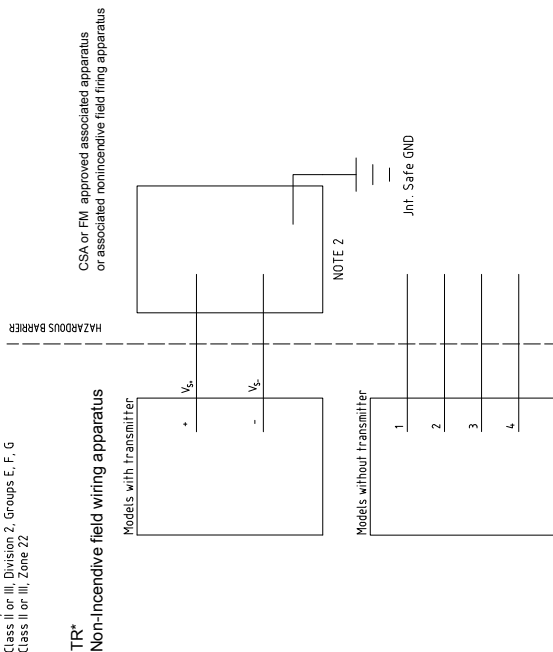 Class II or III, Division 2, Groups E, F, G
Class II or III, Zone 22
TR*
Non-Incendive field wiring apparatus
CSA or FM approved associated apparatus
or associated nonincendive field firing apparatus
HAZARDOUS BARRIER
Models with transmitter
+ VS+
- VS-
NOTE 2
Jnt. Safe GND
Models without transmitter
1
2
3
4